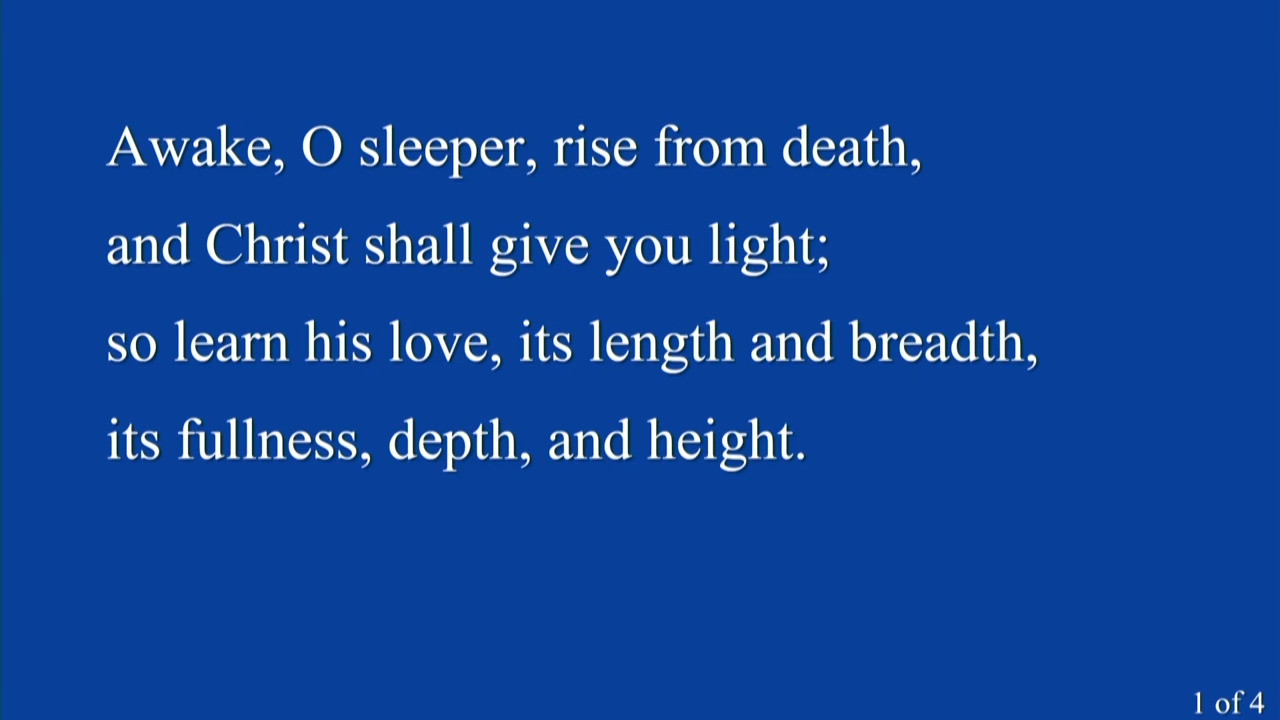 Awake, O sleeper, rise from death,
and Christ shall give you light;
so learn his love, its length and breadth,
its fullness, depth, and height.
1 of 4